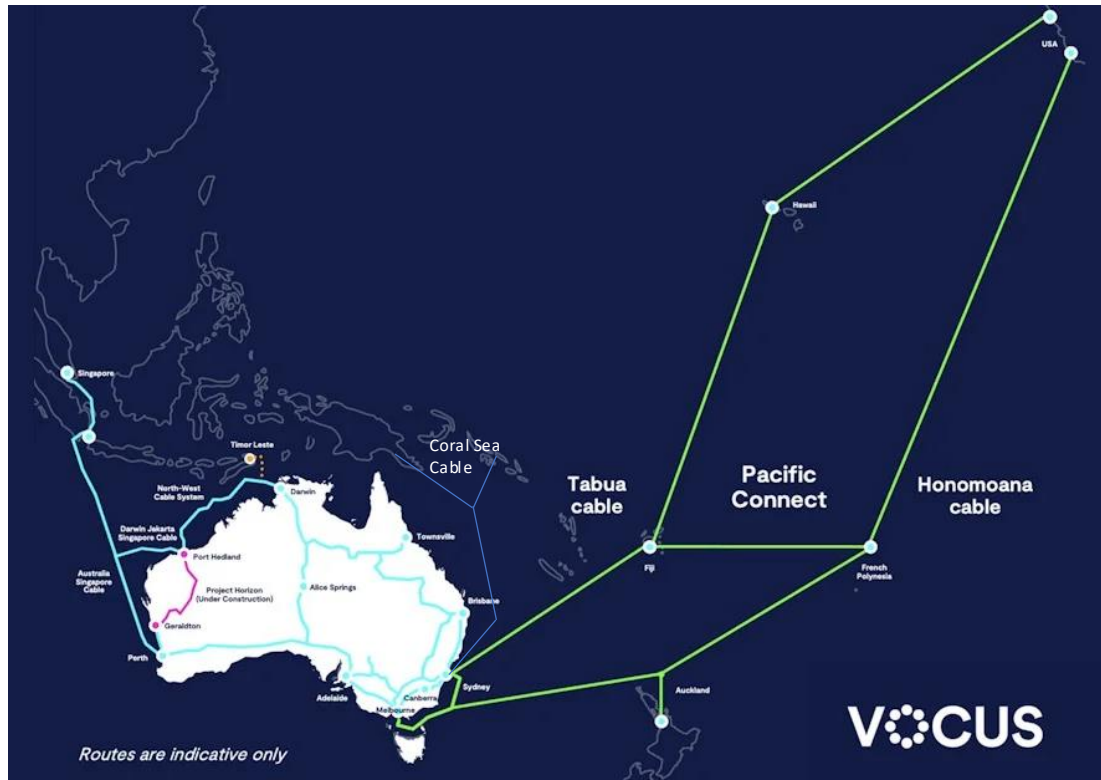 USA
Hawaii
Singapore
Timor Leste
Coral Sea
Cable
North-West
Cable System
Darwin
Tabua
cable
Pacific
Connect
Honomoana
cable
Darwin Jakarta
Singapore Cable
Townsville
Port Hedland
Fiji
French
Polynesia
Australia
Singapore
Cable
Project Horizon
(Under Construction)
Alice Springs
Brisbane
Geraldton
Perth
Adelaide
Canberra
Sydney
Melbourne
Auckland
VOCUS
Routes are indicative only